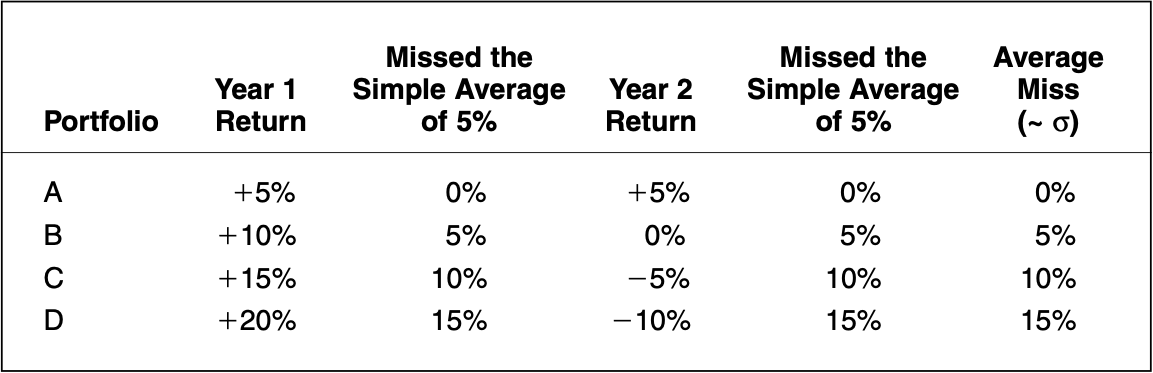 Missed the Missed the Average
Year 1 Simple Average Year 2 Simple Average Miss
Portfolio Return of 5% Return of 5% (~ σ)
A +5% 0% +5% 0% 0%
B +10% 5% 0% 5% 5%
C +15% 10% −5% 10% 10%
D +20% 15% −10% 15% 15%